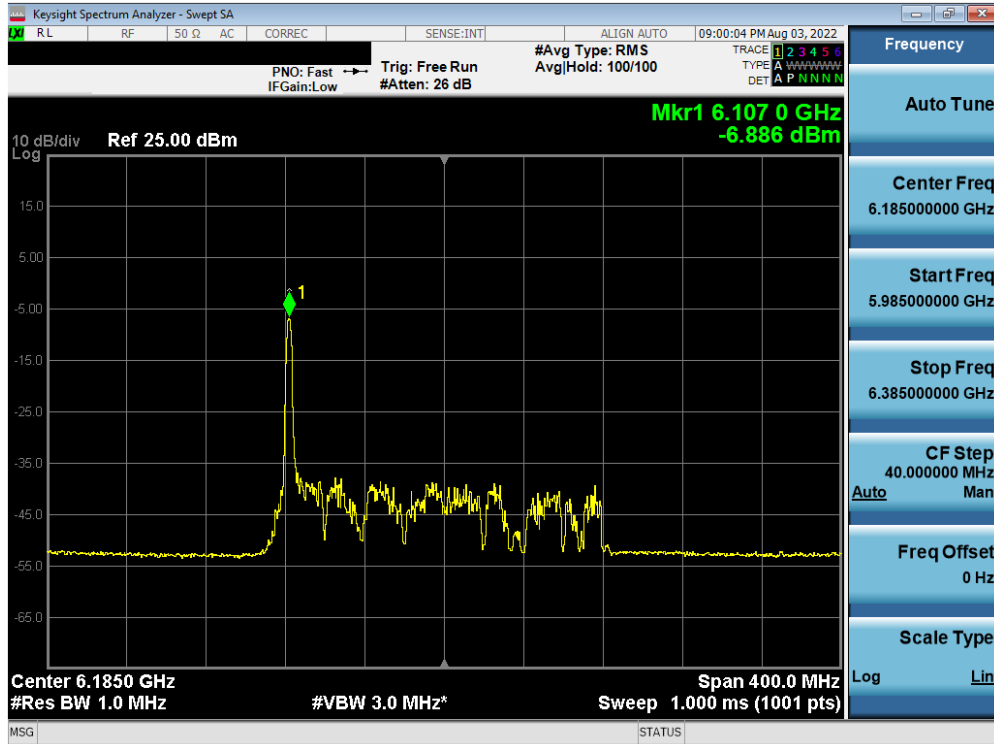 Keysight Spectrum Analyzer - Swept SA
LXI RL RF 50 Ω AC CORREC SENSE:INT ALIGN AUTO 09:00:04 PM Aug 03, 2022
PNO: Fast
IFGain:Low
Trig: Free Run
#Atten: 26 dB
#Avg Type: RMS
Avg|Hold: 100/100
TRACE 1 2 3 4 5 6
TYPE A WWWWW
DET A P N N N N
Mkr1 6.107 0 GHz
-6.886 dBm
10 dB/div Ref 25.00 dBm
Log
1
15.0
5.00
-5.00
-15.0
-25.0
-35.0
-45.0
-55.0
-65.0
Center 6.1850 GHz Span 400.0 MHz
#Res BW 1.0 MHz #VBW 3.0 MHz* Sweep 1.000 ms (1001 pts)
MSG STATUS
Frequency
Auto Tune
Center Freq
6.185000000 GHz
Start Freq
5.985000000 GHz
Stop Freq
6.385000000 GHz
CF Step
40.000000 MHz
Auto Man
Freq Offset
0 Hz
Scale Type
Log Lin